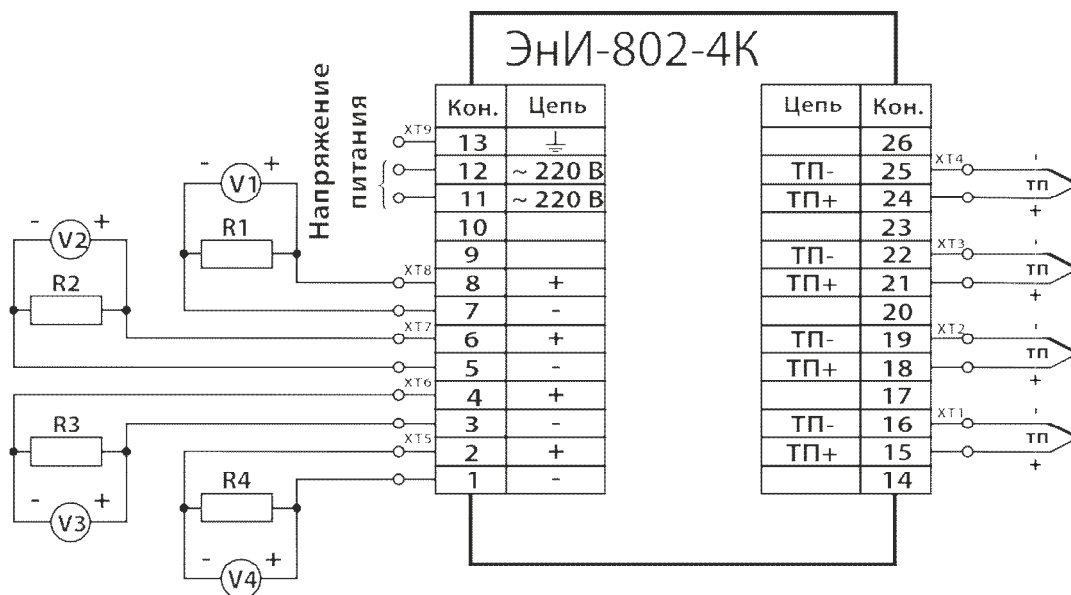 ЭнИ-802-4К
Напряжение
питания
Кон. Цепь
XT9 13
12 ~ 220 В
11 ~ 220 В
10
9
XT8 8 +
7 -
XT7 6 +
5 -
XT6 4 +
3 -
XT5 2 +
1 -
Цепь Кон.
26
ТП- 25 XT4 -
ТП
ТП+ 24 +
23
ТП- 22 XT3 -
ТП
ТП+ 21 +
20
ТП- 19 XT2 -
ТП
ТП+ 18 +
17
ТП- 16 XT1 -
ТП
ТП+ 15 +
14
- V1 +
R1
- V2 +
R2
R3
- V3 +
R4
- V4 +